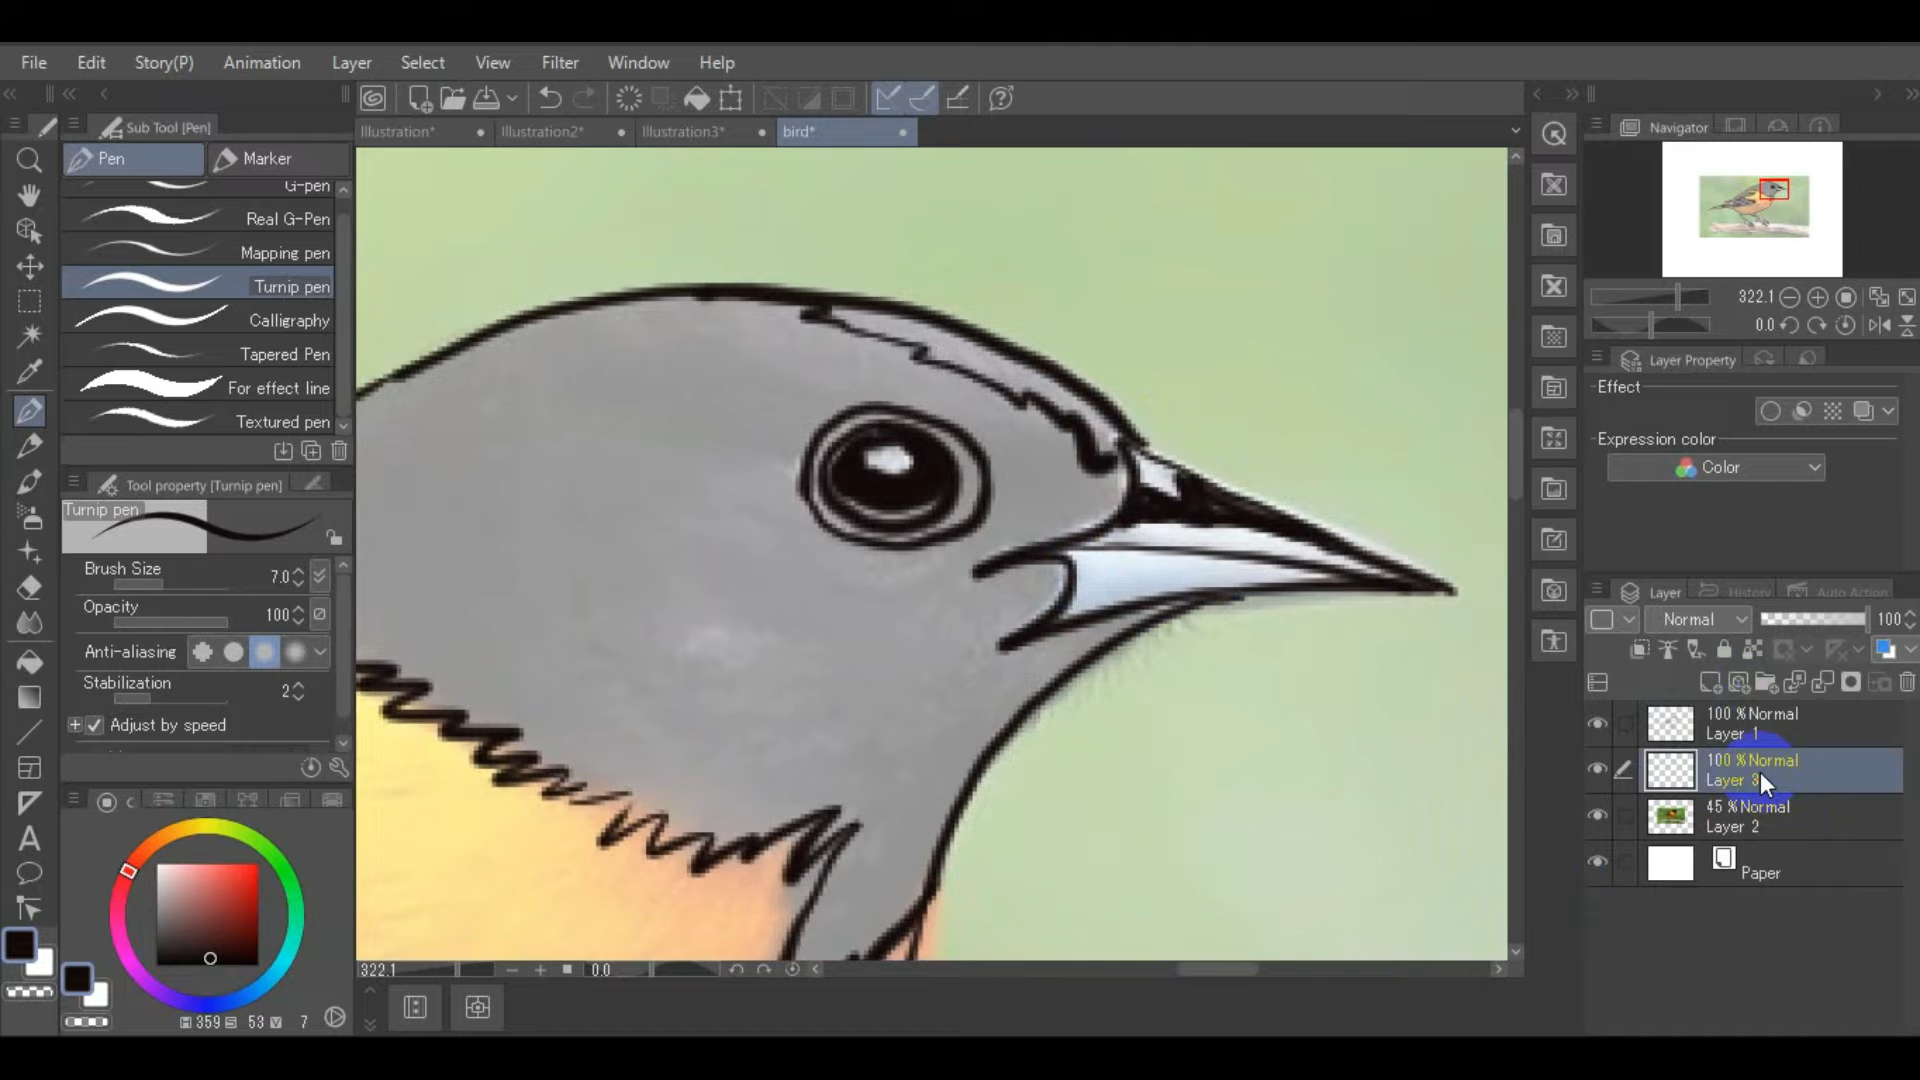 File Edit Story(P) Animation Layer Select View Filter Window Help
Sub Tool [Pen]
Pen
Marker
G-pen
Real G-Pen
Mapping pen
Turnip pen
Calligraphy
Tapered Pen
For effect line
Textured pen
Tool property [Turnip pen]
Turnip pen
Brush Size 7.0
Opacity 100
Anti-aliasing
Stabilization 2
Adjust by speed
H 359 S 53 V 7
Illustration* Illustration2* Illustration3* bird*
322.1 0.0
Navigator
322.1
0.0
Layer Property
Effect
Expression color
Color
Layer History Auto Action
Normal 100
100 %Normal
Layer 1
100 %Normal
Layer 3
45 %Normal
Layer 2
Paper